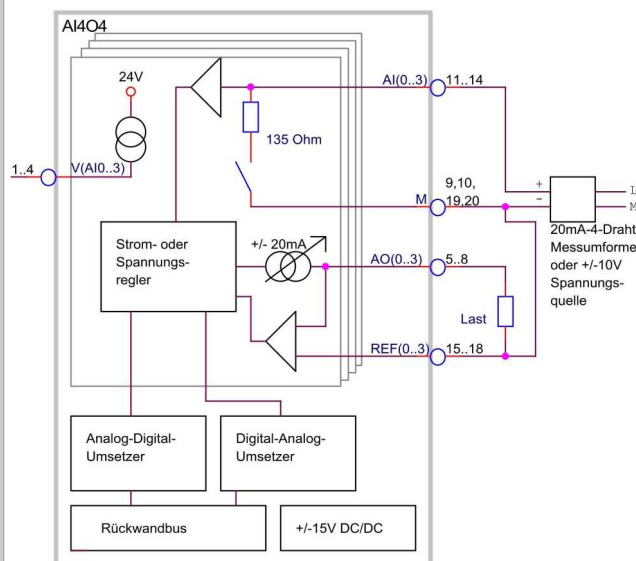 AI4O4
24V
AI(0..3) 11..14
135 Ohm
1..4 V(AI0..3)
9,10,
M 19,20
+
-
L
M
20mA-4-Draht
Messumforme
oder +/-10V
Spannungs-
quelle
Strom- oder
Spannungs-
regler
+/- 20mA
AO(0..3) 5..8
Last
REF(0..3) 15..18
Analog-Digital-
Umsetzer
Digital-Analog-
Umsetzer
Rückwandbus
+/-15V DC/DC